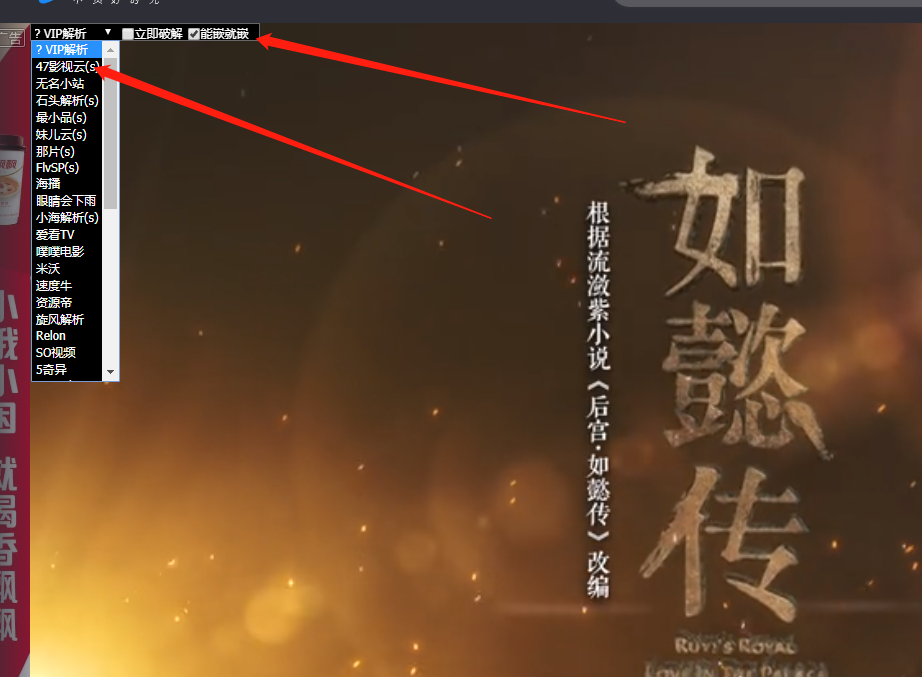 广告
? VIP解析 ▼ 立即破解 能嵌就嵌
? VIP解析
47影视云(s)
无名小站
石头解析(s)
最小品(s)
妹儿云(s)
那片(s)
FlvSP(s)
海播
眼睛会下雨
小海解析(s)
爱看TV
噗噗电影
米沃
速度牛
资源帝
旋风解析
Relon
SO视频
5奇异
如懿传
根据流潋紫小说《后宫·如懿传》改编
RUYI'S ROYAL
LOVE IN THE PALACE
小饿小困
就喝香飘飘